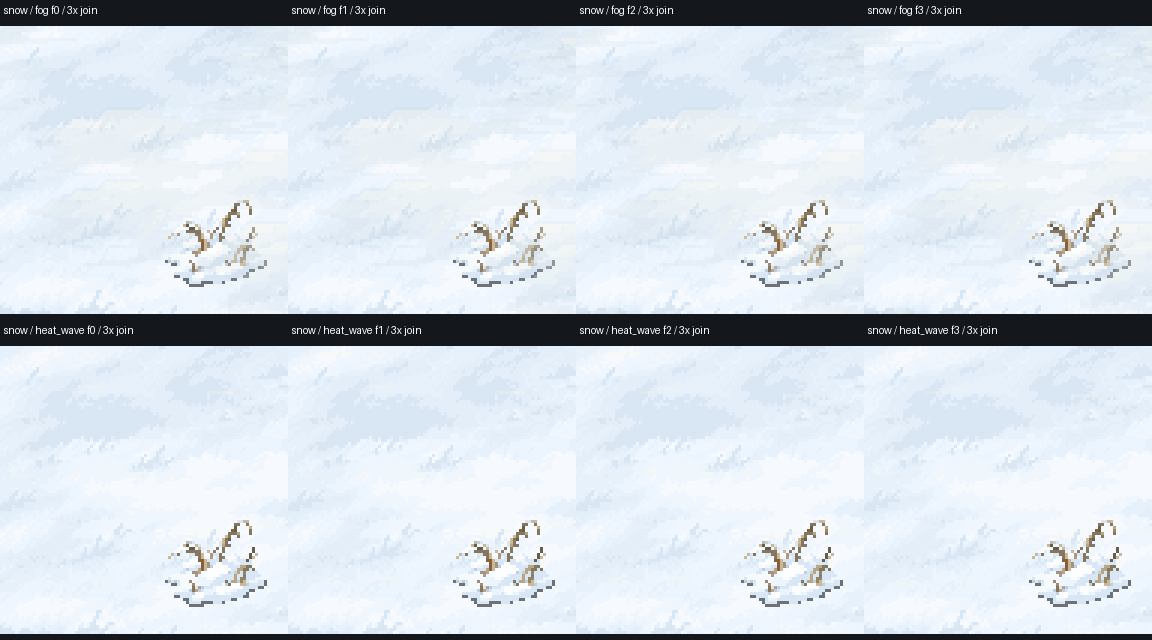 snow / fog f0 / 3x join
snow / fog f1 / 3x join
snow / fog f2 / 3x join
snow / fog f3 / 3x join
snow / heat_wave f0 / 3x join
snow / heat_wave f1 / 3x join
snow / heat_wave f2 / 3x join
snow / heat_wave f3 / 3x join